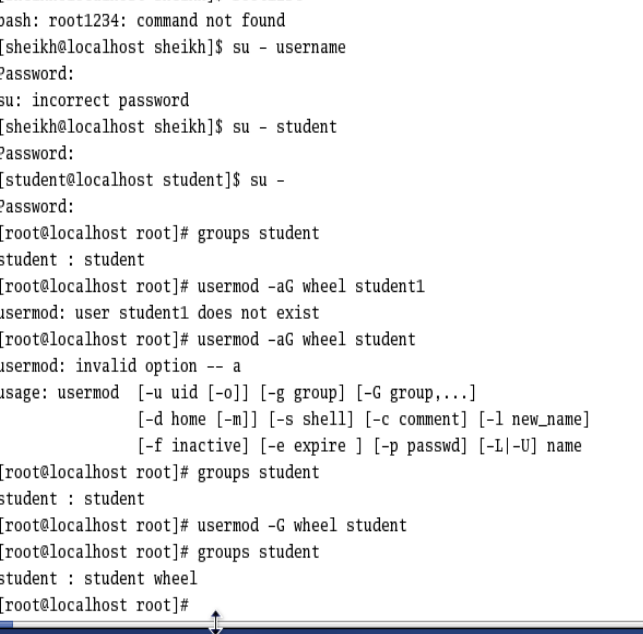 bash: root1234: command not found
[sheikh@localhost sheikh]$ su - username
Password:
su: incorrect password
[sheikh@localhost sheikh]$ su - student
Password:
[student@localhost student]$ su -
Password:
[root@localhost root]# groups student
student : student
[root@localhost root]# usermod -aG wheel student1
usermod: user student1 does not exist
[root@localhost root]# usermod -aG wheel student
usermod: invalid option -- a
usage: usermod  [-u uid [-o]] [-g group] [-G group,...]
                [-d home [-m]] [-s shell] [-c comment] [-l new_name]
                [-f inactive] [-e expire ] [-p passwd] [-L|-U] name
[root@localhost root]# groups student
student : student
[root@localhost root]# usermod -G wheel student
[root@localhost root]# groups student
student : student wheel
[root@localhost root]#